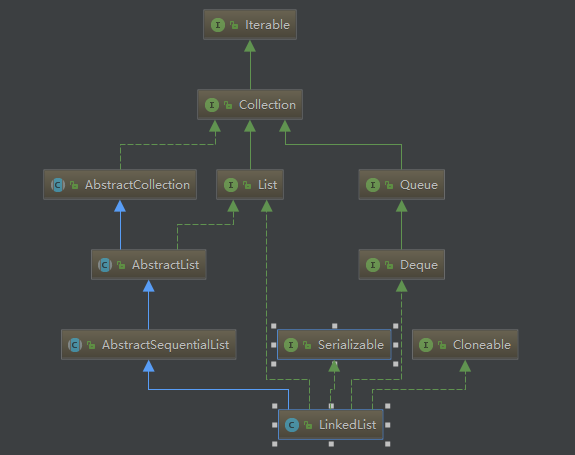 I Iterable
I Collection
C AbstractCollection
I List
I Queue
C AbstractList
I Deque
C AbstractSequentialList
I Serializable
I Cloneable
C LinkedList